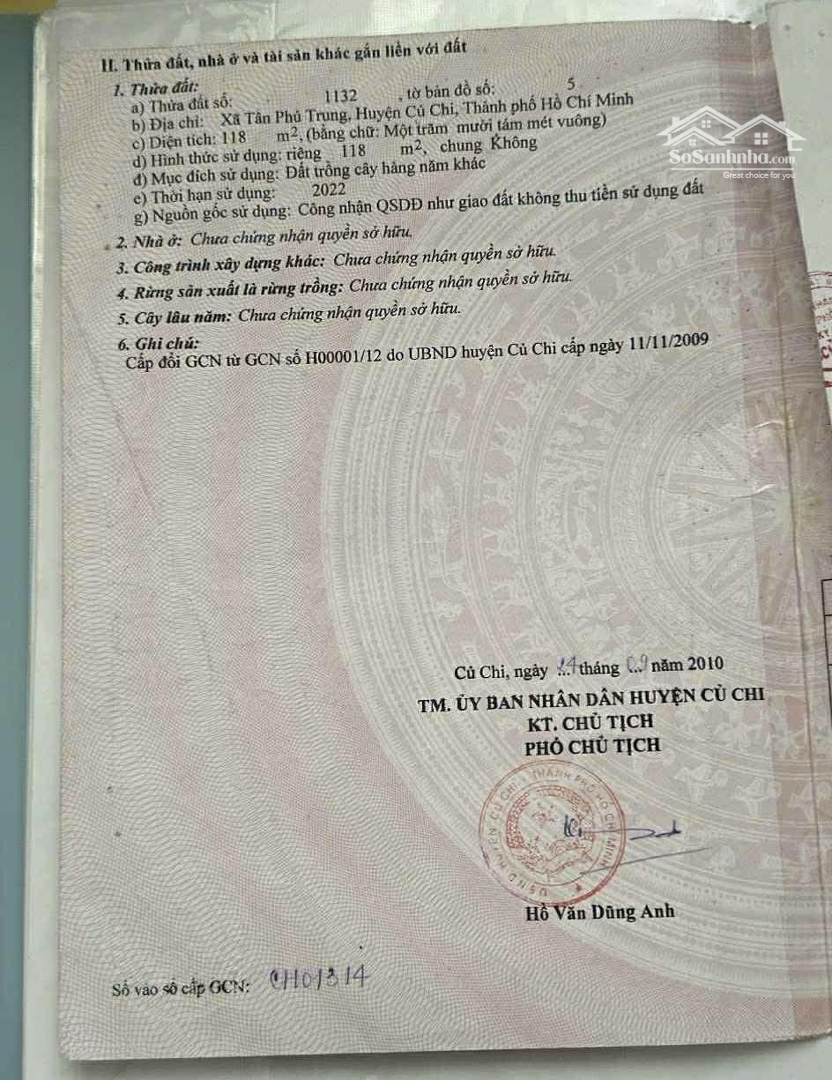 II. Thửa đất, nhà ở và tài sản khác gắn liền với đất
1. Thửa đất:
a) Thửa đất số: 1132 , tờ bản đồ số: 5
b) Địa chỉ: Xã Tân Phú Trung, Huyện Củ Chi, Thành phố Hồ Chí Minh
c) Diện tích: 118 m2, (bằng chữ: Một trăm mười tám mét vuông)
d) Hình thức sử dụng: riêng 118 m2, chung Không
đ) Mục đích sử dụng: Đất trồng cây hàng năm khác
e) Thời hạn sử dụng: 2022
g) Nguồn gốc sử dụng: Công nhận QSDĐ như giao đất không thu tiền sử dụng đất
2. Nhà ở: Chưa chứng nhận quyền sở hữu.
3. Công trình xây dựng khác: Chưa chứng nhận quyền sở hữu.
4. Rừng sản xuất là rừng trồng: Chưa chứng nhận quyền sở hữu.
5. Cây lâu năm: Chưa chứng nhận quyền sở hữu.
6. Ghi chú:
Cấp đổi GCN từ GCN số H00001/12 do UBND huyện Củ Chi cấp ngày 11/11/2009
SoSanhnha.com
Great choice for you
Củ Chi, ngày 24 tháng 09 năm 2010
TM. ỦY BAN NHÂN DÂN HUYỆN CỦ CHI
KT. CHỦ TỊCH
PHÓ CHỦ TỊCH
U.B.N.D HUYỆN CỦ CHI - THÀNH PHỐ HỒ CHÍ MINH
Hồ Văn Dũng Anh
Số vào sổ cấp GCN: CH01314